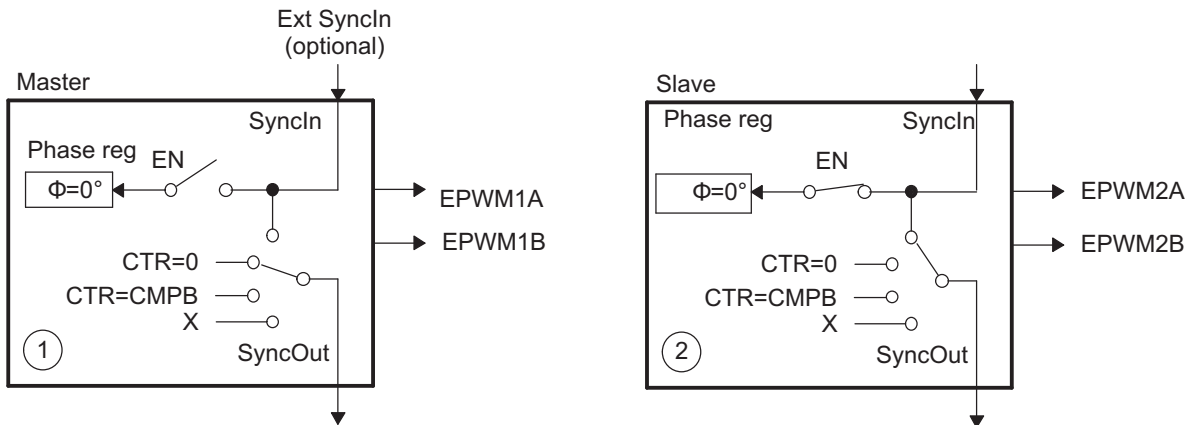 Ext SyncIn
(optional)
Master
SyncIn
Phase reg
EN
Φ=0°
EPWM1A
EPWM1B
CTR=0
CTR=CMPB
X
1
SyncOut
Slave
Phase reg
SyncIn
EN
Φ=0°
EPWM2A
EPWM2B
CTR=0
CTR=CMPB
X
2
SyncOut